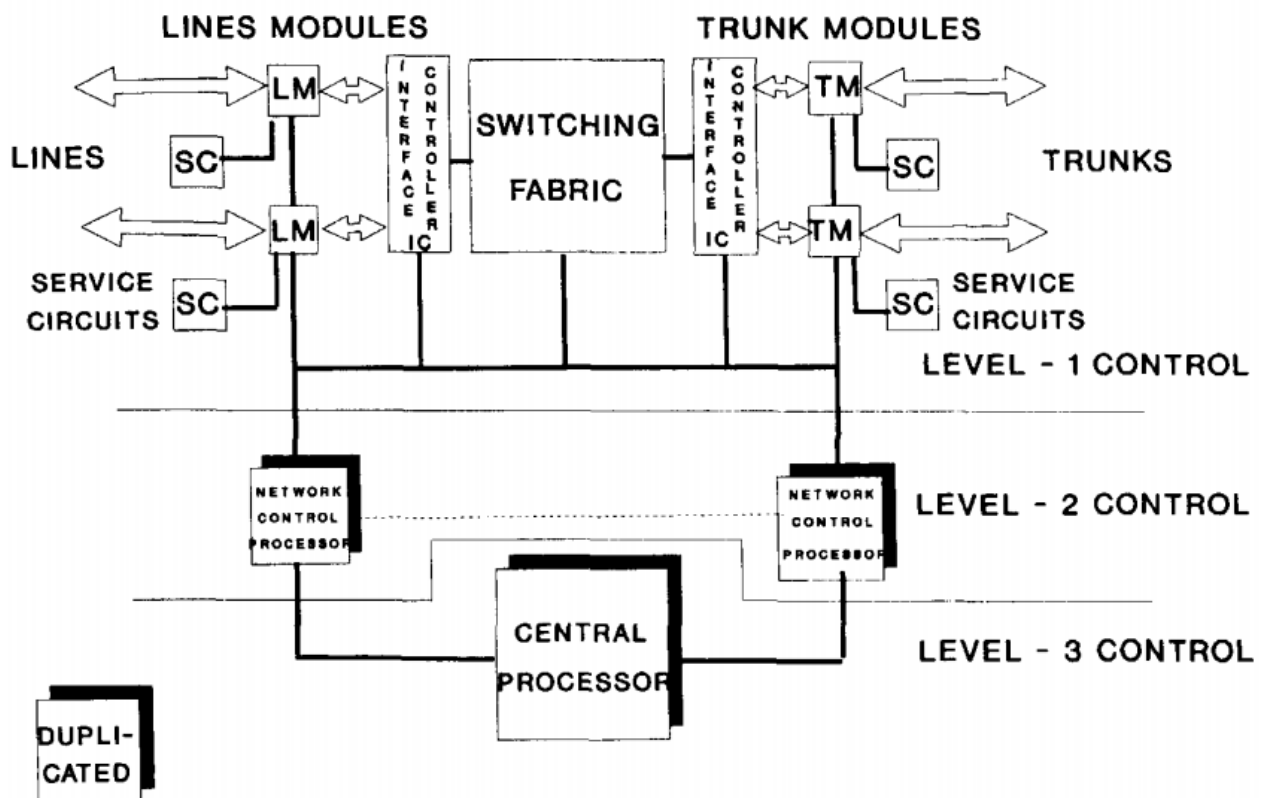 LINES MODULES
TRUNK MODULES
LM
INTERFACE
CONTROLLER
IC
SWITCHING
FABRIC
INTERFACE
CONTROLLER
IC
TM
LINES
SC
SC
TRUNKS
LM
TM
SERVICE
CIRCUITS
SC
SC
SERVICE
CIRCUITS
LEVEL - 1 CONTROL
NETWORK
CONTROL
PROCESSOR
NETWORK
CONTROL
PROCESSOR
LEVEL - 2 CONTROL
CENTRAL
PROCESSOR
LEVEL - 3 CONTROL
DUPLI-
CATED